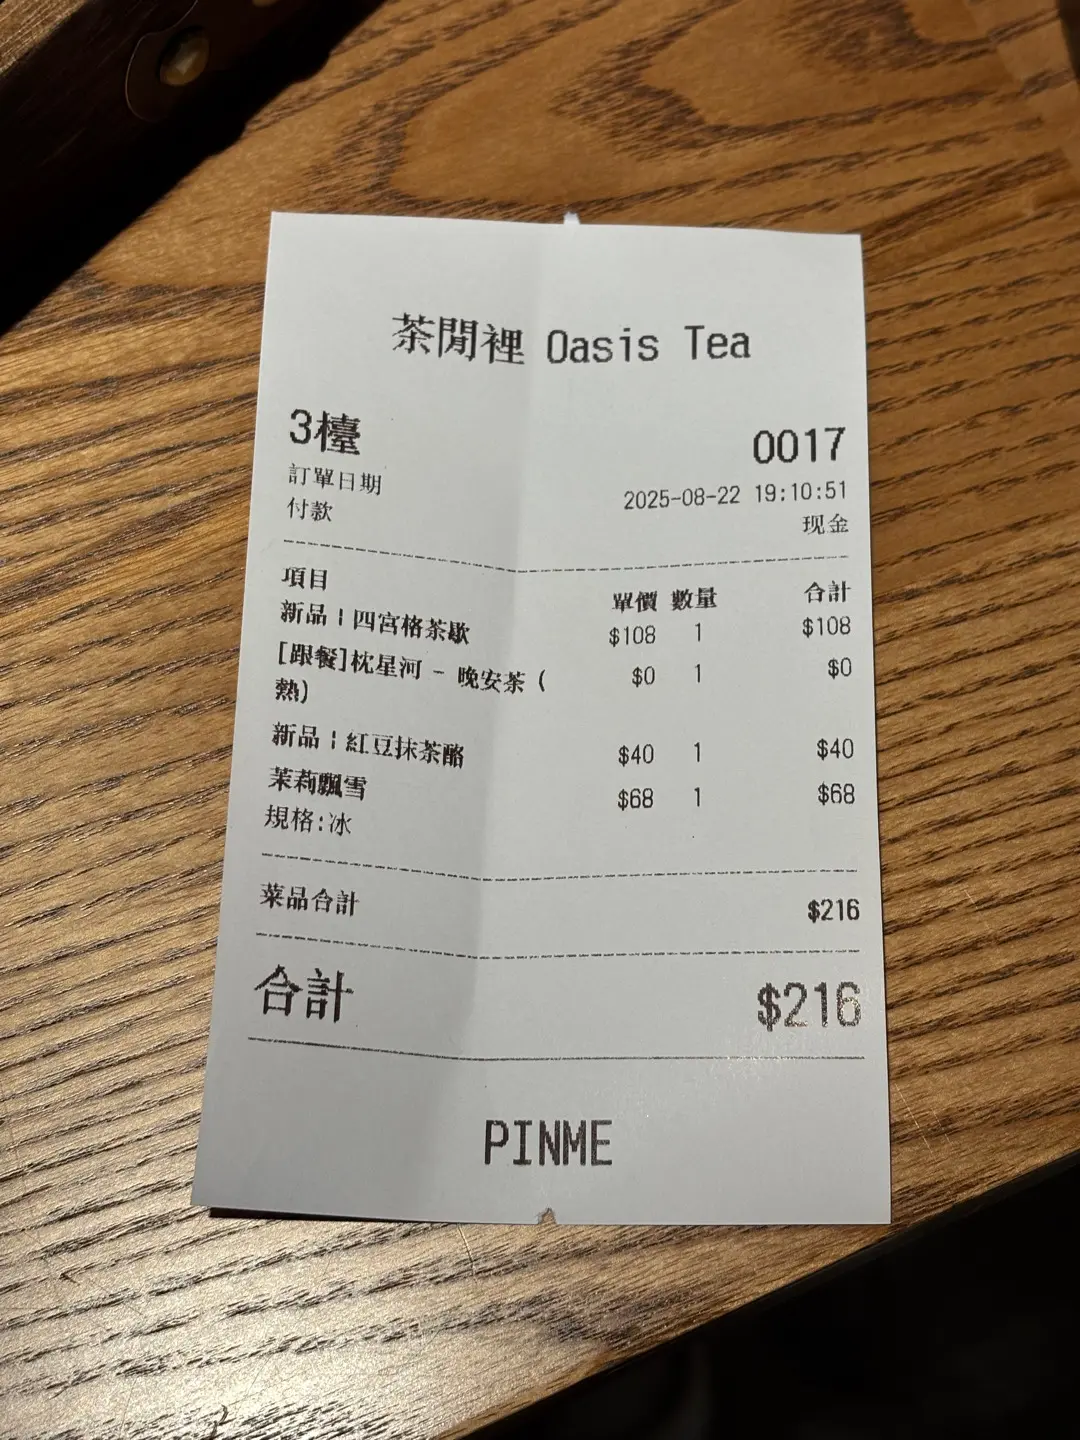 茶閒裡 Oasis Tea
3檯 0017
訂單日期 2025-08-22 19:10:51
付款 现金
項目 單價 數量 合計
新品|四宮格茶歇 $108 1 $108
[跟餐]枕星河 - 晚安茶 ( $0 1 $0
熱)
新品|紅豆抹茶酪 $40 1 $40
茉莉飄雪 $68 1 $68
規格:冰
菜品合計 $216
合計 $216
PINME